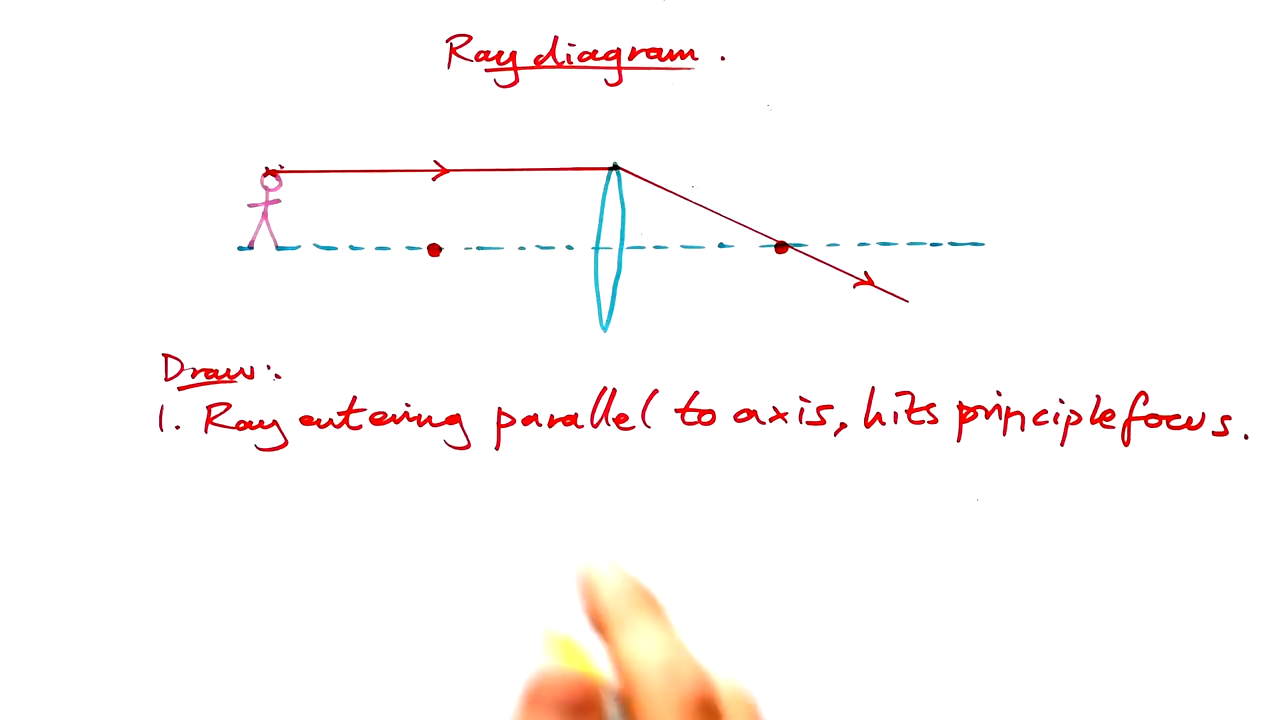 Ray diagram.
Draw:
1. Ray entering parallel to axis, hits principle focus.